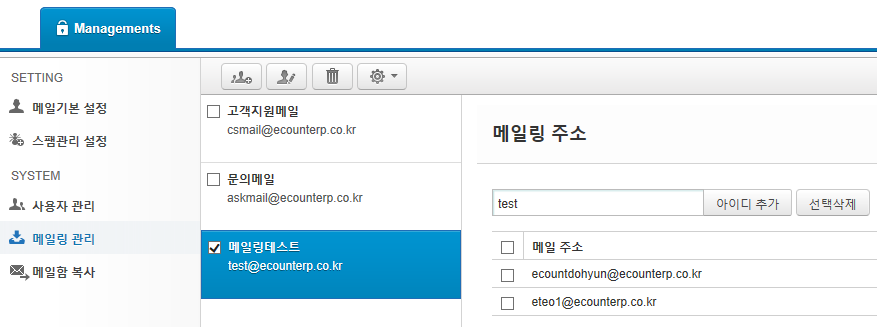 Managements
SETTING
메일기본 설정
스팸관리 설정
SYSTEM
사용자 관리
메일링 관리
메일함 복사
고객지원메일
csmail@ecounterp.co.kr
문의메일
askmail@ecounterp.co.kr
메일링테스트
test@ecounterp.co.kr
메일링 주소
test 아이디 추가 선택삭제
메일 주소
ecountdohyun@ecounterp.co.kr
eteo1@ecounterp.co.kr